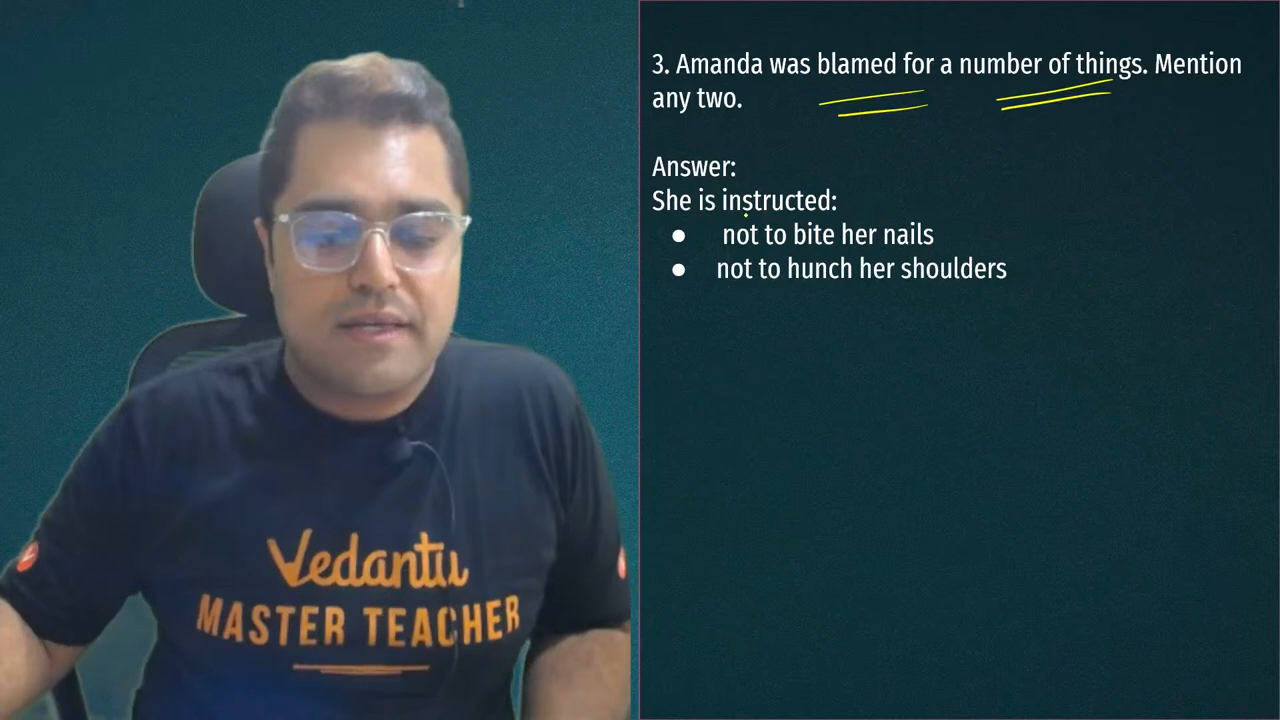 3. Amanda was blamed for a number of things. Mention
any two.
Answer:
She is instructed:
● not to bite her nails
● not to hunch her shoulders
Vedantu
MASTER TEACHER